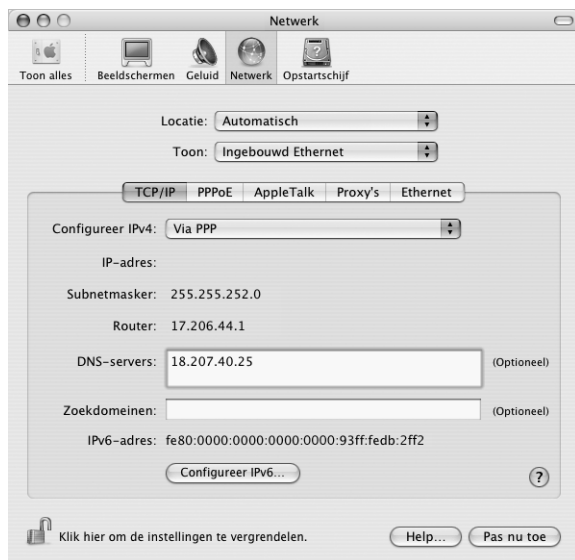 Netwerk
Toon alles Beeldschermen Geluid Netwerk Opstartschijf
Locatie: Automatisch
Toon: Ingebouwd Ethernet
TCP/IP PPPoE AppleTalk Proxy's Ethernet
Configureer IPv4: Via PPP
IP-adres:
Subnetmasker: 255.255.252.0
Router: 17.206.44.1
DNS-servers: 18.207.40.25 (Optioneel)
Zoekdomeinen: (Optioneel)
IPv6-adres: fe80:0000:0000:0000:0000:93ff:fedb:2ff2
Configureer IPv6... ?
Klik hier om de instellingen te vergrendelen. Help... Pas nu toe